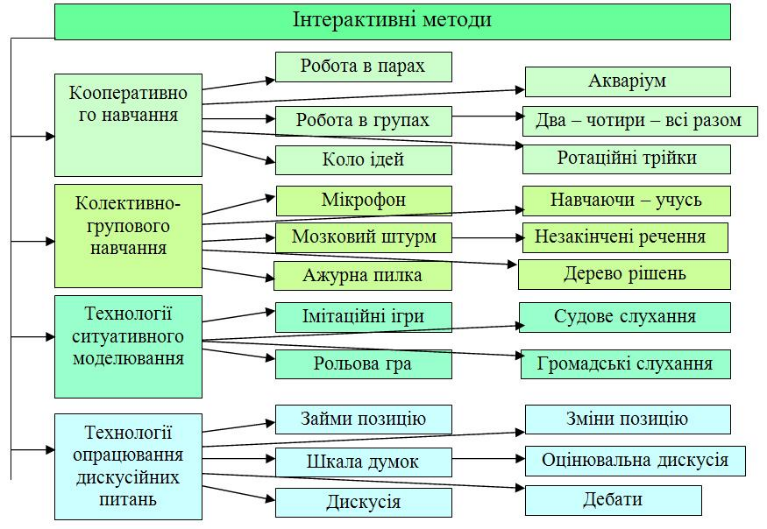 Інтерактивні методи
Кооперативно
го навчання
Робота в парах
Робота в групах
Коло ідей
Акваріум
Два – чотири – всі разом
Ротаційні трійки
Колективно-
групового
навчання
Мікрофон
Мозковий штурм
Ажурна пилка
Навчаючи – учусь
Незакінчені речення
Дерево рішень
Технології
ситуативного
моделювання
Імітаційні ігри
Рольова гра
Судове слухання
Громадські слухання
Технології
опрацювання
дискусійних
питань
Займи позицію
Шкала думок
Дискусія
Зміни позицію
Оцінювальна дискусія
Дебати